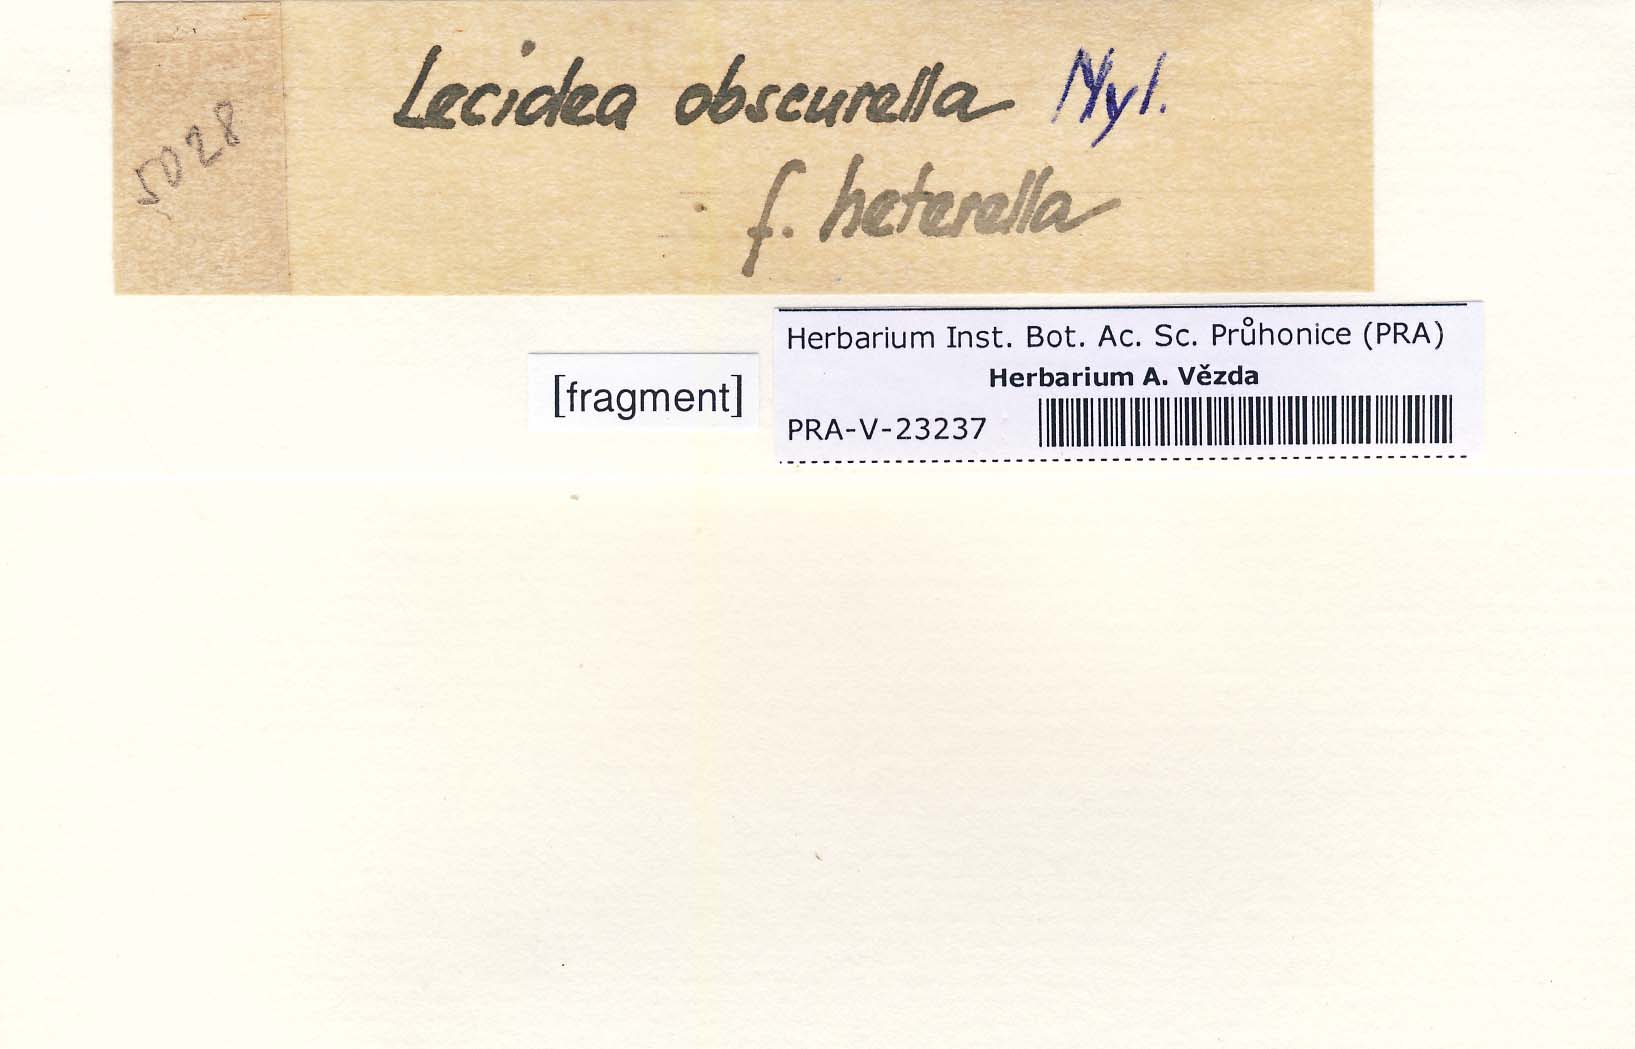 5028
Lecidea obscurella Nyl.
f. heterella
[fragment]
Herbarium Inst. Bot. Ac. Sc. Průhonice (PRA)
Herbarium A. Vězda
PRA-V-23237